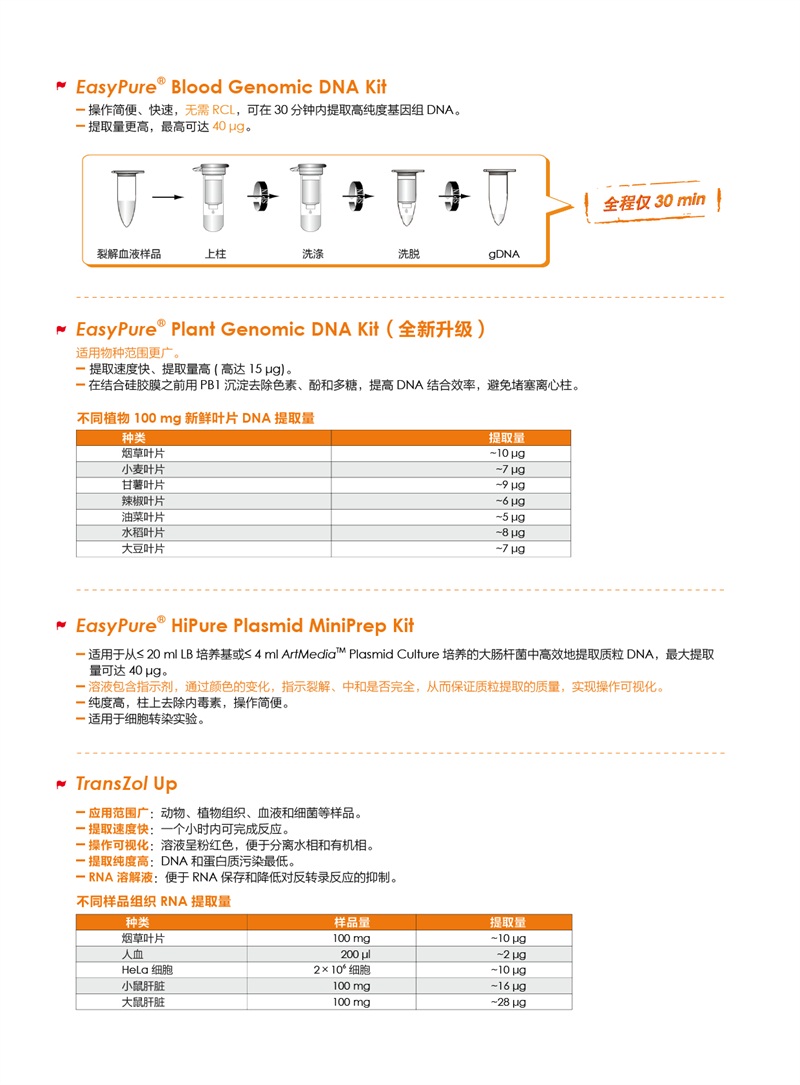 EasyPure® Blood Genomic DNA Kit
操作简便、快速，无需 RCL，可在 30 分钟内提取高纯度基因组 DNA。
提取量更高，最高可达 40 μg。
全程仅 30 min
裂解血液样品 上柱 洗涤 洗脱 gDNA
EasyPure® Plant Genomic DNA Kit（全新升级）
适用物种范围更广。
提取速度快、提取量高 ( 高达 15 μg)。
在结合硅胶膜之前用 PB1 沉淀去除色素、酚和多糖，提高 DNA 结合效率，避免堵塞离心柱。
不同植物 100 mg 新鲜叶片 DNA 提取量
种类 提取量
烟草叶片 ~10 μg
小麦叶片 ~7 μg
甘薯叶片 ~9 μg
辣椒叶片 ~6 μg
油菜叶片 ~5 μg
水稻叶片 ~8 μg
大豆叶片 ~7 μg
EasyPure® HiPure Plasmid MiniPrep Kit
适用于从≤ 20 ml LB 培养基或≤ 4 ml ArtMedia™ Plasmid Culture 培养的大肠杆菌中高效地提取质粒 DNA，最大提取
量可达 40 μg。
溶液包含指示剂，通过颜色的变化，指示裂解、中和是否完全，从而保证质粒提取的质量，实现操作可视化。
纯度高，柱上去除内毒素，操作简便。
适用于细胞转染实验。
TransZol Up
应用范围广：动物、植物组织、血液和细菌等样品。
提取速度快：一个小时内可完成反应。
操作可视化：溶液呈粉红色，便于分离水相和有机相。
提取纯度高：DNA 和蛋白质污染最低。
RNA 溶解液：便于 RNA 保存和降低对反转录反应的抑制。
不同样品组织 RNA 提取量
种类 样品量 提取量
烟草叶片 100 mg ~10 μg
人血 200 μl ~2 μg
HeLa 细胞 2 × 10⁶ 细胞 ~10 μg
小鼠肝脏 100 mg ~16 μg
大鼠肝脏 100 mg ~28 μg